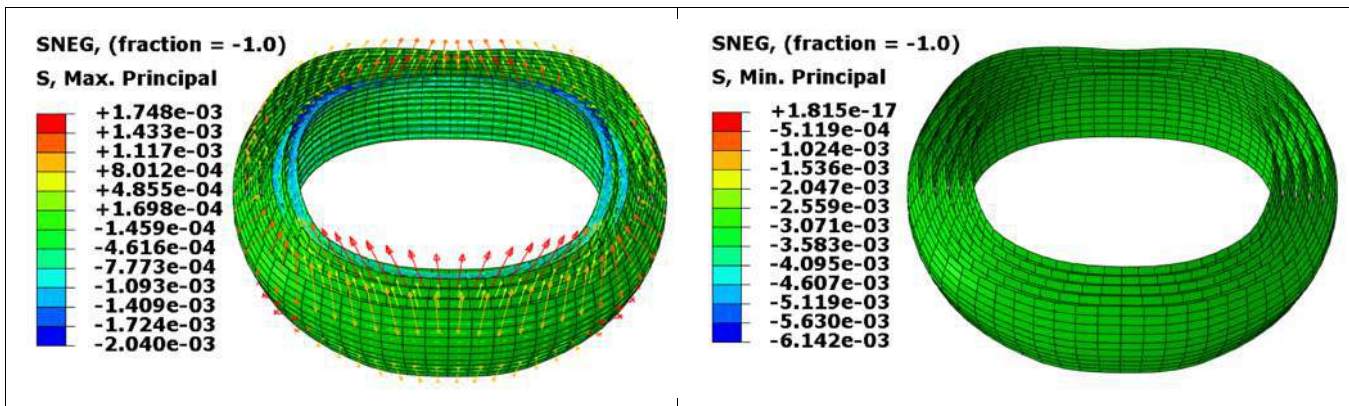 SNEG, (fraction = -1.0)
S, Max. Principal
+1.748e-03
+1.433e-03
+1.117e-03
+8.012e-04
+4.855e-04
+1.698e-04
-1.459e-04
-4.616e-04
-7.773e-04
-1.093e-03
-1.409e-03
-1.724e-03
-2.040e-03
SNEG, (fraction = -1.0)
S, Min. Principal
+1.815e-17
-5.119e-04
-1.024e-03
-1.536e-03
-2.047e-03
-2.559e-03
-3.071e-03
-3.583e-03
-4.095e-03
-4.607e-03
-5.119e-03
-5.630e-03
-6.142e-03